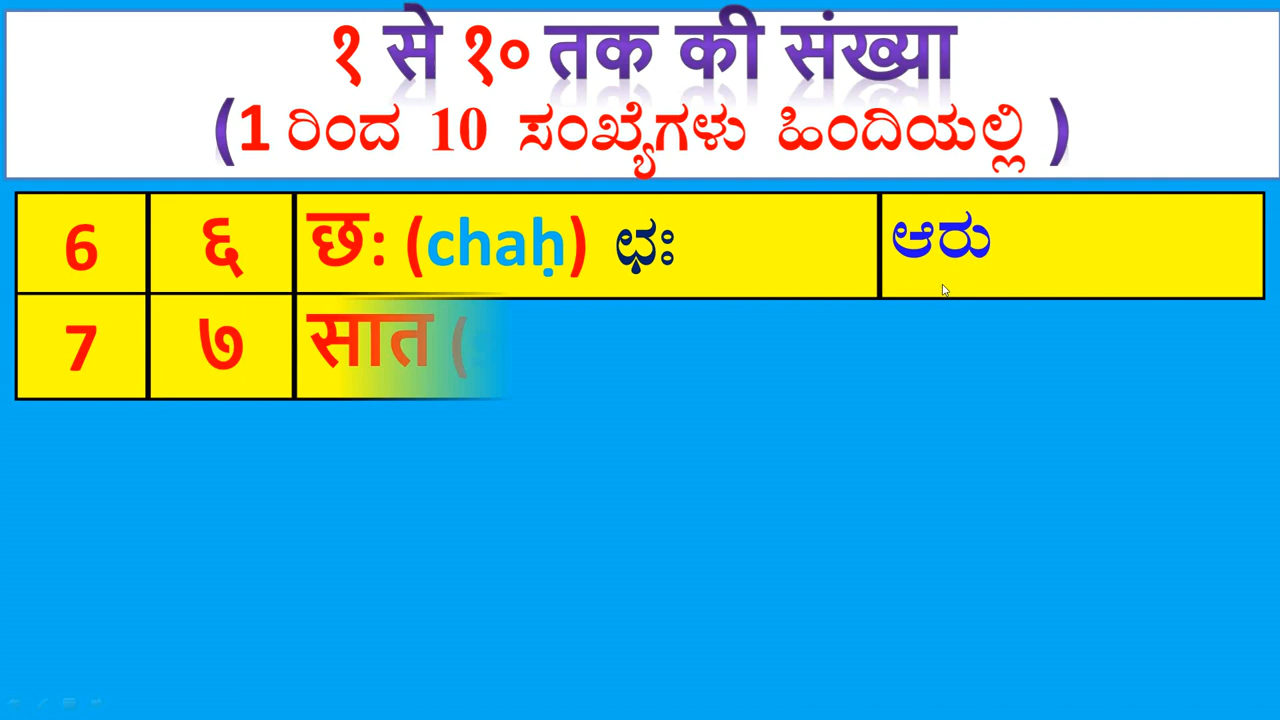 १ से १० तक की संख्या
(1 ರಿಂದ 10 ಸಂಖ್ಯೆಗಳು ಹಿಂದಿಯಲ್ಲಿ )
6 ६ छः (chaḥ) ಛಃ ಆರು
7 ७ सात (